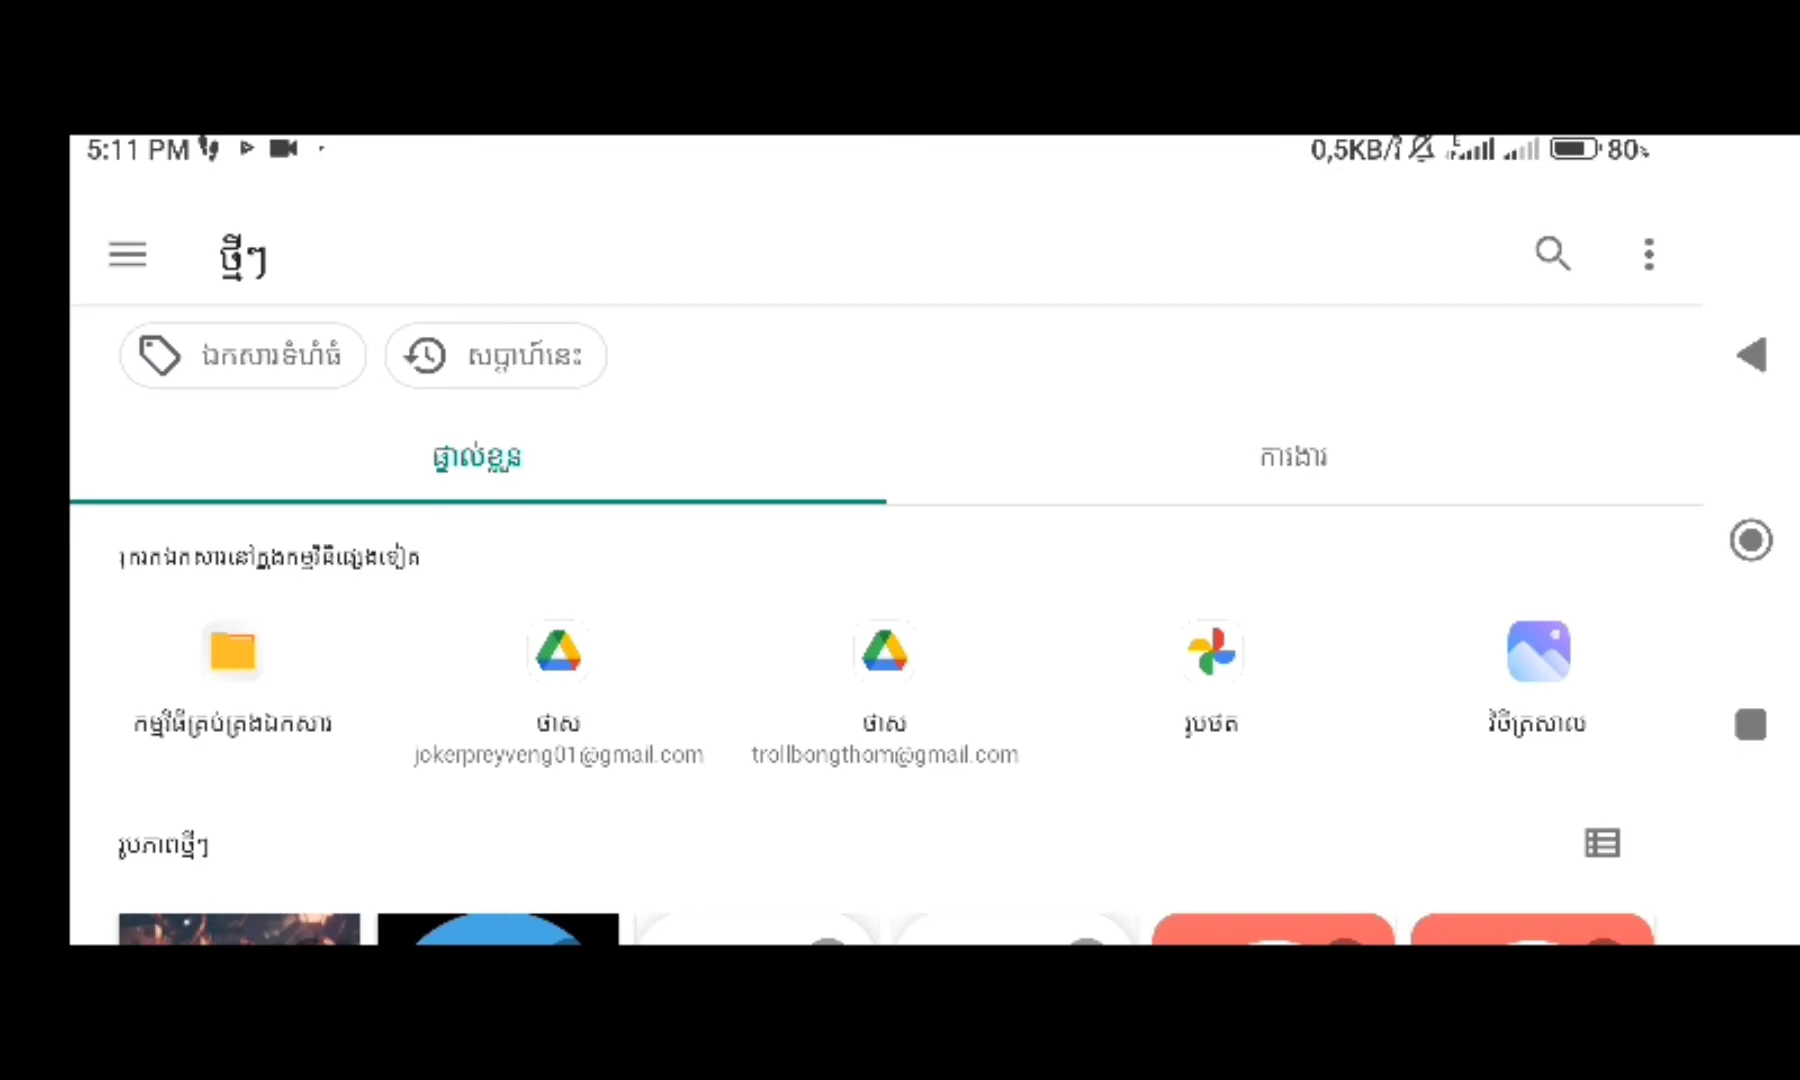 5:11 PM
0,5KB/ 80
ថ្មីៗ
ឯកសារទំហំធំ
សប្ដាហ៍នេះ
ផ្ទាល់ខ្លួន
ការងារ
រុករកឯកសារនៅក្នុងកម្មវិធីផ្សេងទៀត
កម្មវិធីគ្រប់គ្រងឯកសារ
ថាស
jokerpreyveng01@gmail.com
ថាស
trollbongthom@gmail.com
រូបថត
វិចិត្រសាល
រូបភាពថ្មីៗ